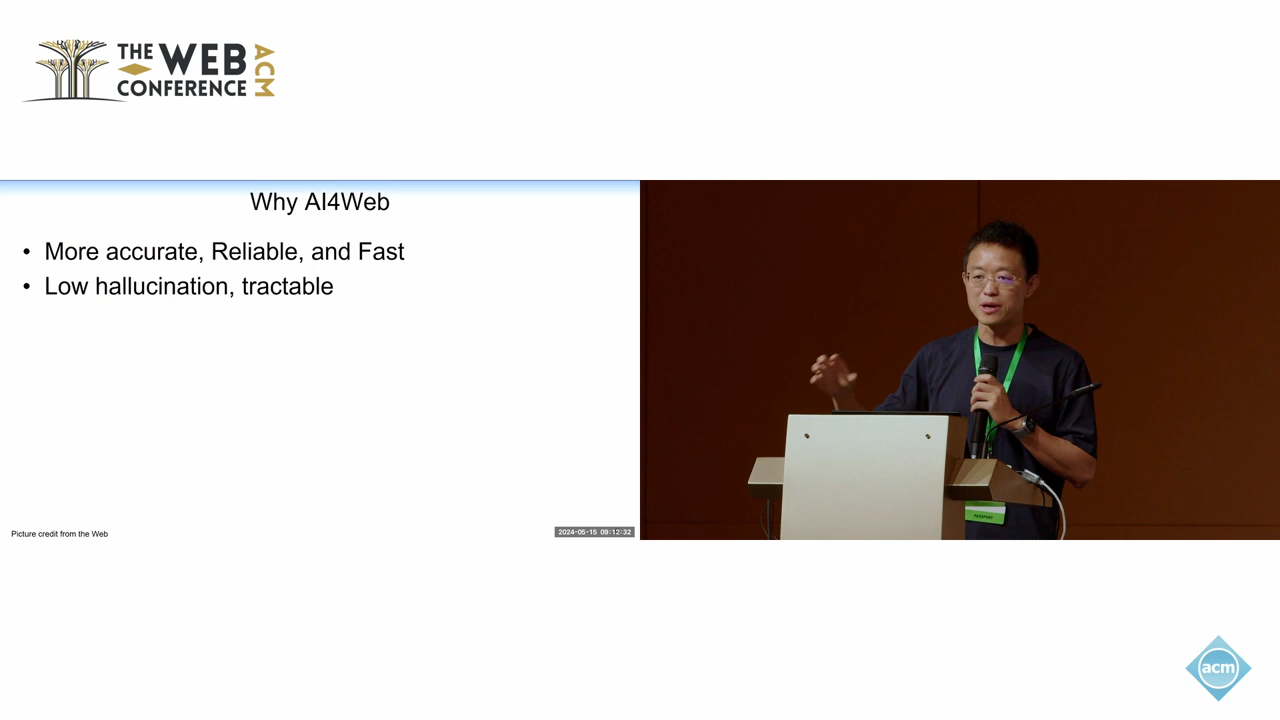 THE WEB
CONFERENCE
ACM
Why AI4Web
• More accurate, Reliable, and Fast
• Low hallucination, tractable
Picture credit from the Web
2024-05-15 09:12:32
PASSPORT
acm